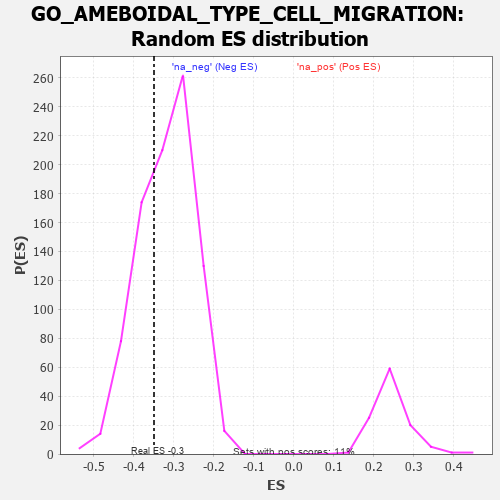 GO_AMEBOIDAL_TYPE_CELL_MIGRATION:
Random ES distribution
'na_neg' (Neg ES)
'na_pos' (Pos ES)
260
240
220
200
180
160
140
120
100
80
60
40
20
0
P(ES)
Real ES -0.3
Sets with pos scores: 11%
-0.5 -0.4 -0.3 -0.2 -0.1 0.0 0.1 0.2 0.3 0.4
ES